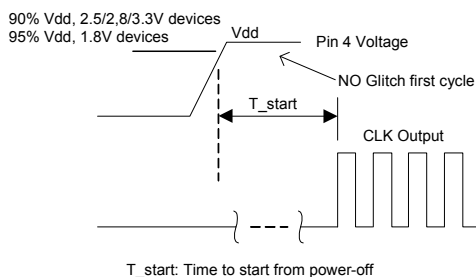 90% Vdd, 2.5/2,8/3.3V devices
95% Vdd, 1.8V devices
Vdd
Pin 4 Voltage
NO Glitch first cycle
T_start
CLK Output
T_start: Time to start from power-off